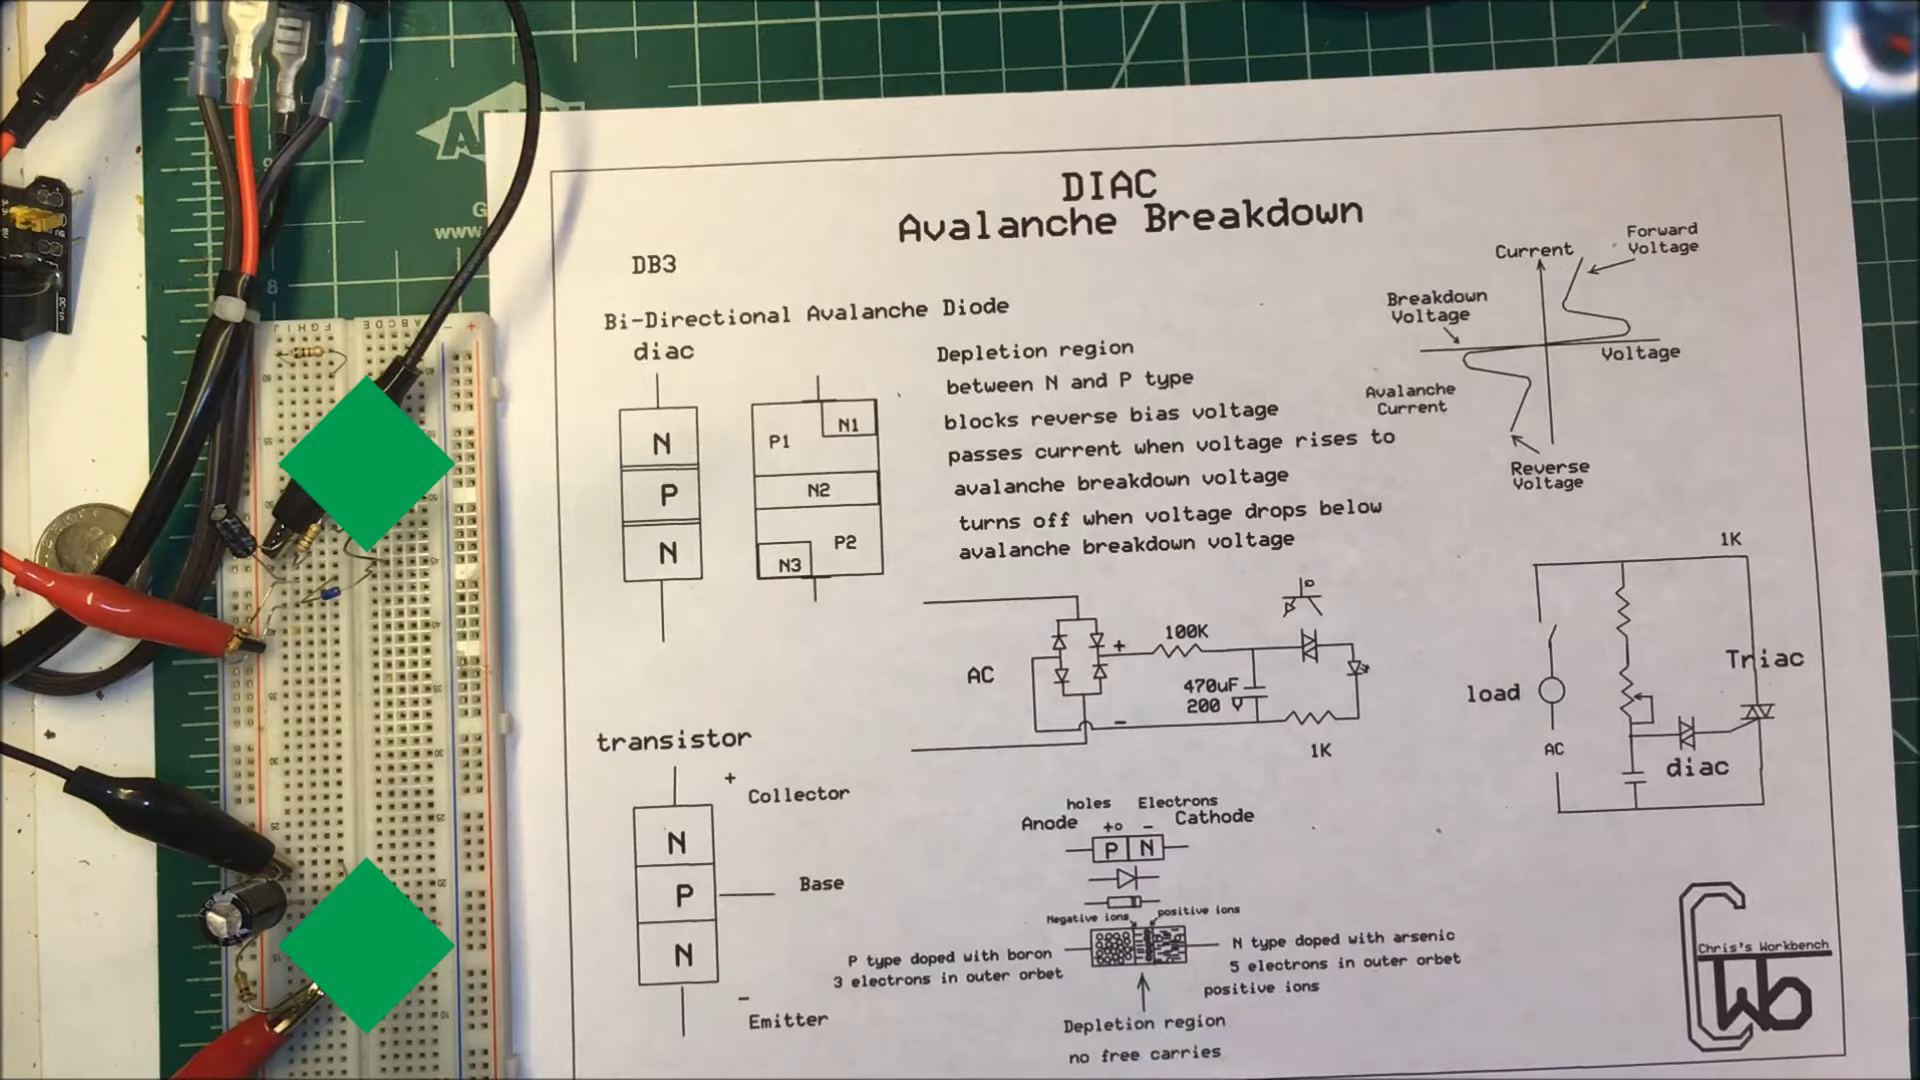 DIAC
Avalanche Breakdown
DB3
Bi-Directional Avalanche Diode
diac
N
P
N
P1
N1
N2
P2
N3
Depletion region
between N and P type
blocks reverse bias voltage
passes current when voltage rises to
avalanche breakdown voltage
turns off when voltage drops below
avalanche breakdown voltage
Current
Forward
Voltage
Breakdown
Voltage
Voltage
Avalanche
Current
Reverse
Voltage
AC
+
100K
470uF
200 V
-
1K
1K
load
AC
Triac
diac
transistor
+
Collector
N
P
N
Base
-
Emitter
holes
Electrons
Anode
+o
-
Cathode
P
N
Negative ions
positive ions
P type doped with boron
3 electrons in outer orbet
N type doped with arsenic
5 electrons in outer orbet
positive ions
Depletion region
no free carries
Chris's Workbench
CWb
www
8